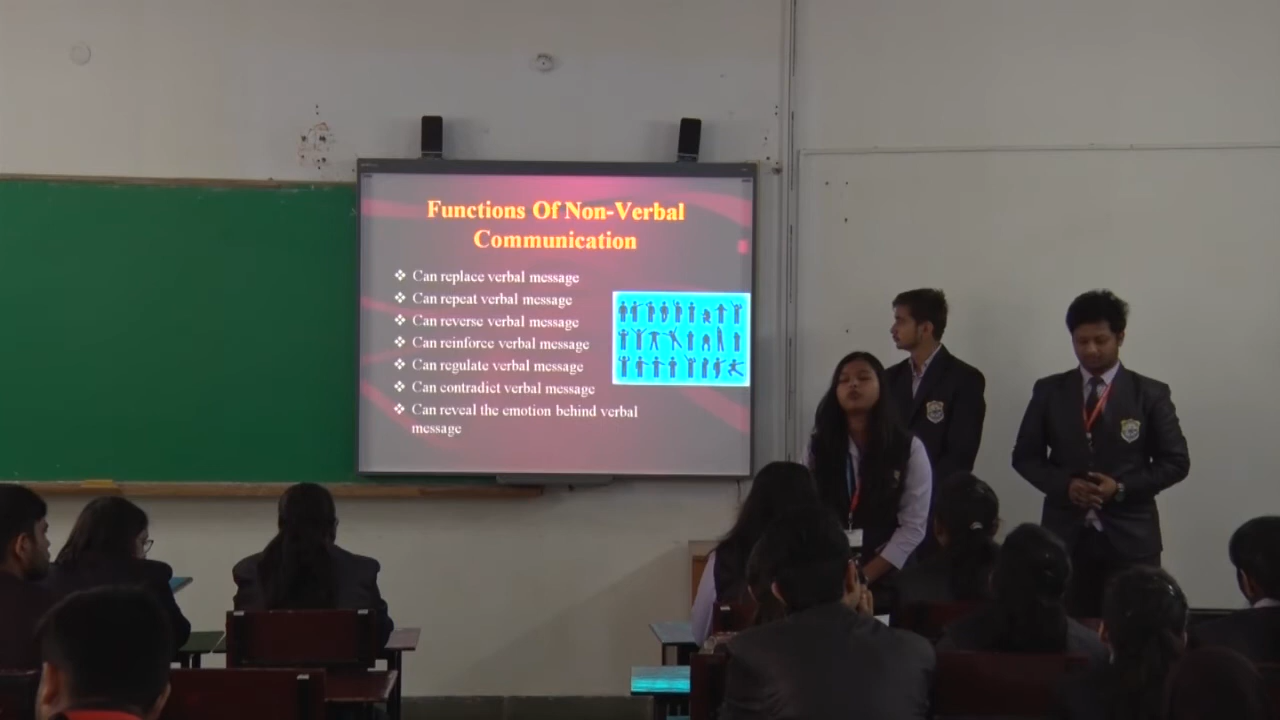 Functions Of Non-Verbal
Communication
❖ Can replace verbal message
❖ Can repeat verbal message
❖ Can reverse verbal message
❖ Can reinforce verbal message
❖ Can regulate verbal message
❖ Can contradict verbal message
❖ Can reveal the emotion behind verbal
message